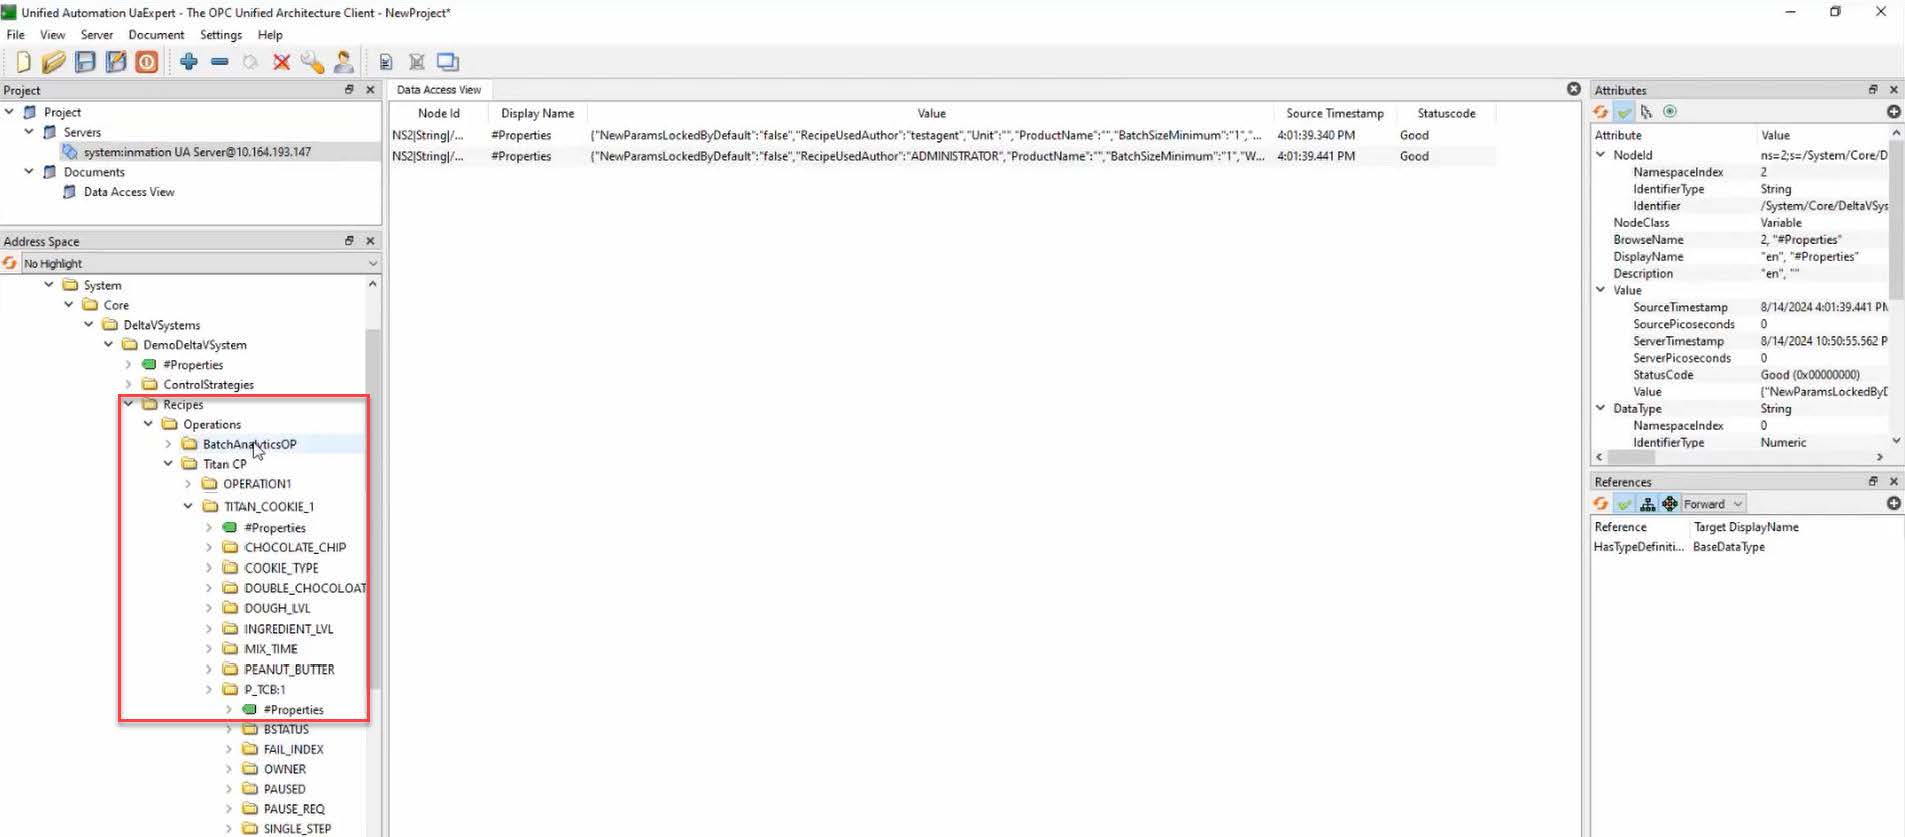 Unified Automation UaExpert - The OPC Unified Architecture Client - NewProject*
File View Server Document Settings Help
Project
Project
Servers
system:inmation UA Server@10.164.193.147
Documents
Data Access View
Address Space
No Highlight
System
Core
DeltaVSystems
DemoDeltaVSystem
#Properties
ControlStrategies
Recipes
Operations
BatchAnalyticsOP
Titan CP
OPERATION1
TITAN_COOKIE_1
#Properties
CHOCOLATE_CHIP
COOKIE_TYPE
DOUBLE_CHOCOLOAT
DOUGH_LVL
INGREDIENT_LVL
MIX_TIME
PEANUT_BUTTER
P_TCB:1
#Properties
BSTATUS
FAIL_INDEX
OWNER
PAUSED
PAUSE_REQ
SINGLE_STEP
Data Access View
Node Id Display Name Value Source Timestamp Statuscode
NS2|String|/... #Properties {"NewParamsLockedByDefault":"false","RecipeUsedAuthor":"testagent","Unit":"","ProductName":"","BatchSizeMinimum":"1","... 4:01:39.340 PM Good
NS2|String|/... #Properties {"NewParamsLockedByDefault":"false","RecipeUsedAuthor":"ADMINISTRATOR","ProductName":"","BatchSizeMinimum":"1","W... 4:01:39.441 PM Good
Attributes
Attribute Value
NodeId ns=2;s=/System/Core/D
NamespaceIndex 2
IdentifierType String
Identifier /System/Core/DeltaVSys
NodeClass Variable
BrowseName 2, "#Properties"
DisplayName "en", "#Properties"
Description "en", ""
Value
SourceTimestamp 8/14/2024 4:01:39.441 PM
SourcePicoseconds 0
ServerTimestamp 8/14/2024 10:50:55.562 P
ServerPicoseconds 0
StatusCode Good (0x00000000)
Value {"NewParamsLockedByD
DataType String
NamespaceIndex 0
IdentifierType Numeric
References
Forward
Reference Target DisplayName
HasTypeDefiniti... BaseDataType